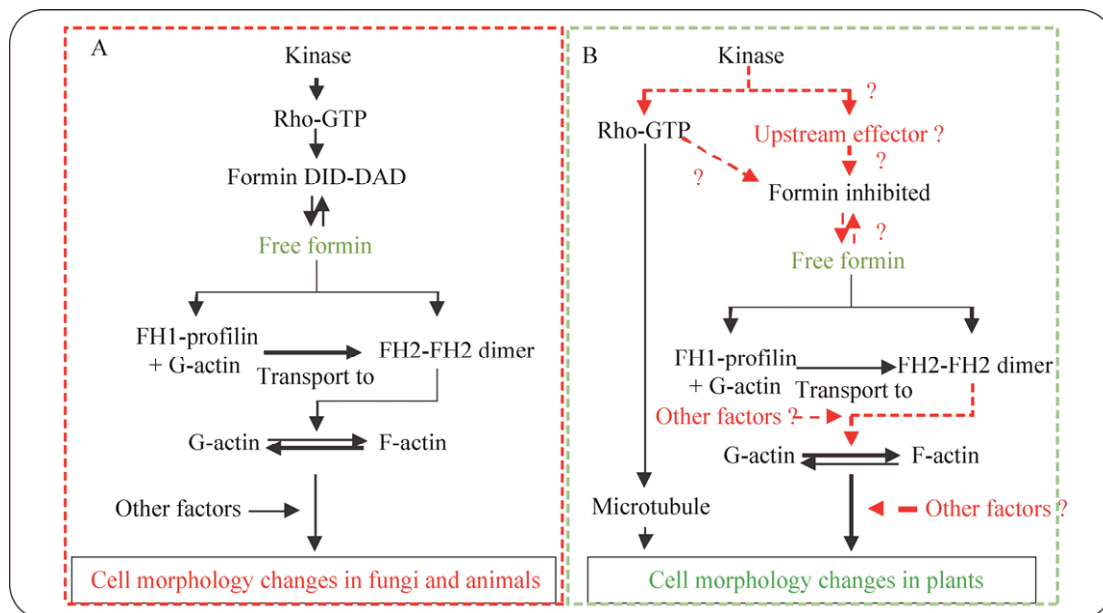 A
Kinase
Rho-GTP
Formin DID-DAD
Free formin
FH1-profilin
+ G-actin
Transport to
FH2-FH2 dimer
G-actin
F-actin
Other factors
Cell morphology changes in fungi and animals
B
Kinase
?
Rho-GTP
Upstream effector ?
?
?
Formin inhibited
?
Free formin
FH1-profilin
+ G-actin
Transport to
FH2-FH2 dimer
Other factors ?
G-actin
F-actin
Microtubule
Other factors ?
Cell morphology changes in plants